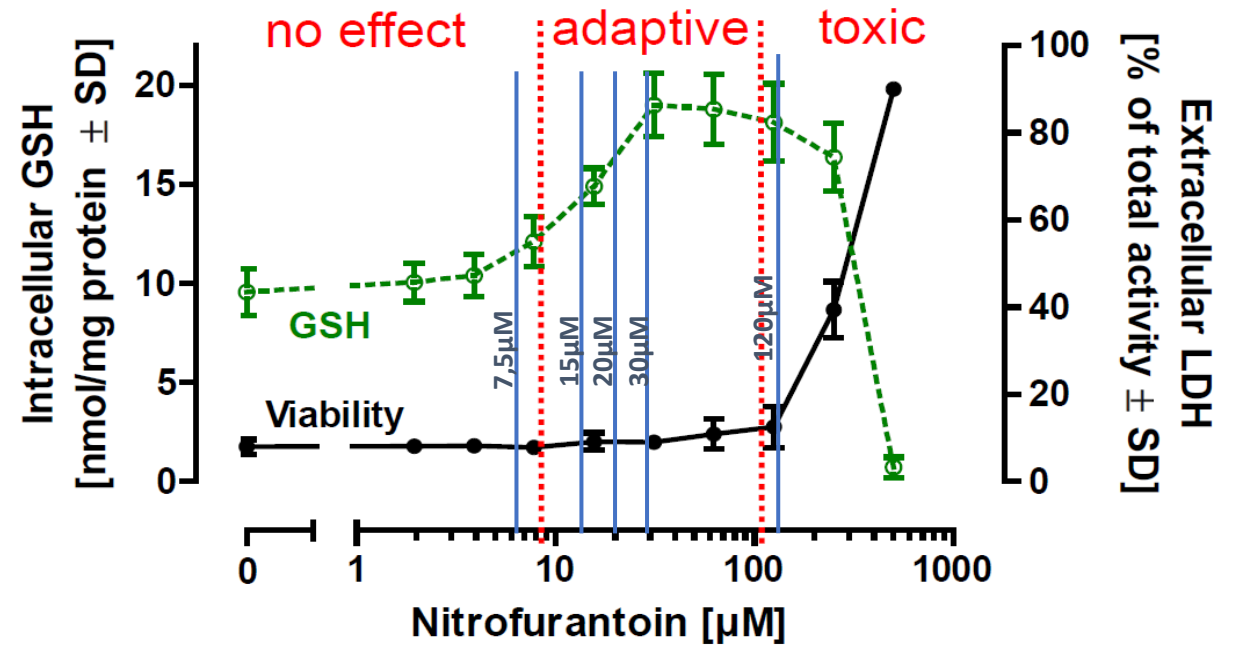 no effect
adaptive
toxic
Intracellular GSH
[nmol/mg protein ± SD]
20
15
10
5
0
GSH
Viability
7,5µM
15µM
20µM
30µM
120µM
100
80
60
40
20
0
Extracellular LDH
[% of total activity ± SD]
0
1
10
100
1000
Nitrofurantoin [µM]